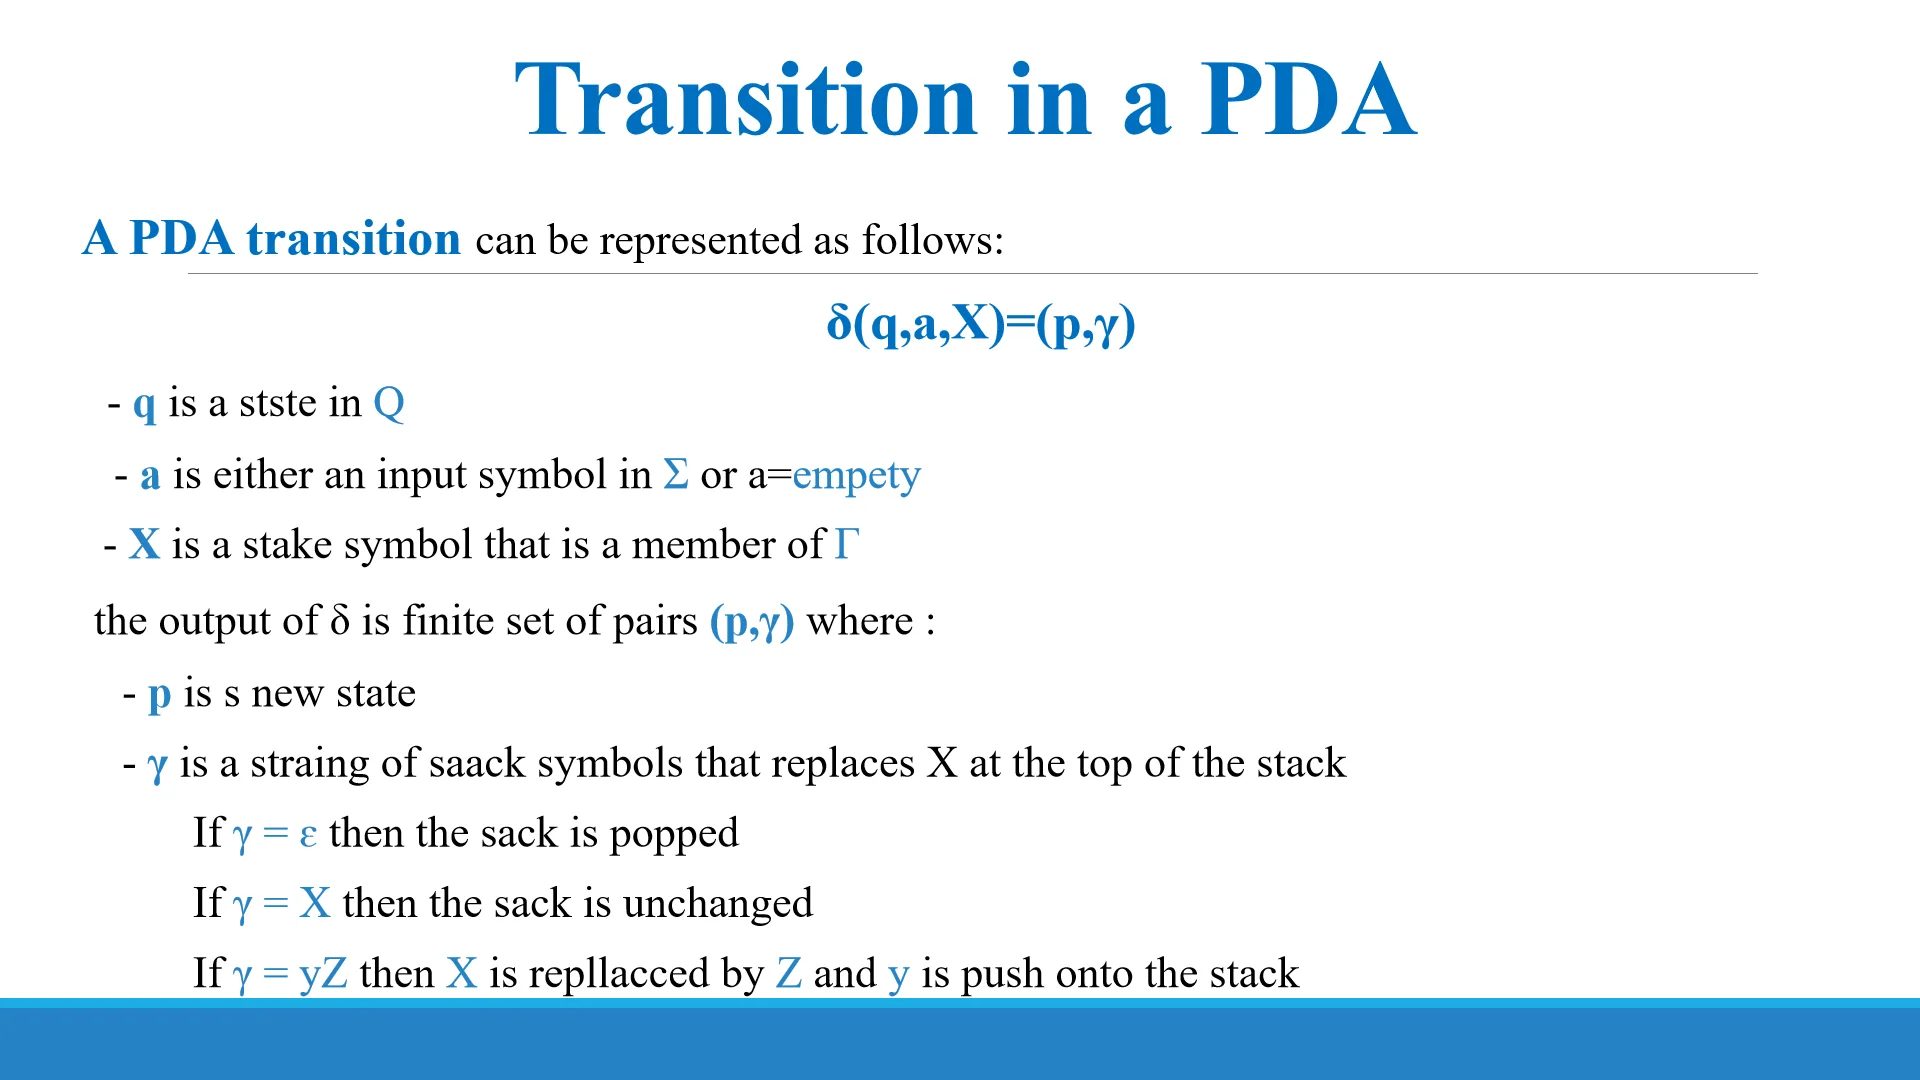 Transition in a PDA
A PDA transition can be represented as follows:
δ(q,a,X)=(p,γ)
- q is a stste in Q
- a is either an input symbol in Σ or a=empety
- X is a stake symbol that is a member of Γ
the output of δ is finite set of pairs (p,γ) where :
- p is s new state
- γ is a straing of saack symbols that replaces X at the top of the stack
If γ = ε then the sack is popped
If γ = X then the sack is unchanged
If γ = yZ then X is repllacced by Z and y is push onto the stack